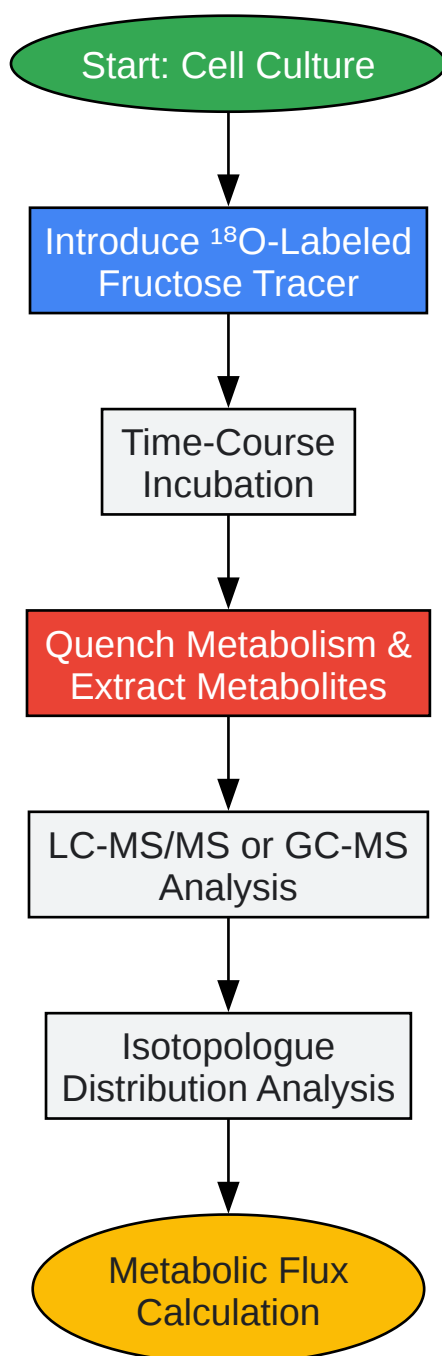 Start: Cell Culture
Introduce ¹⁸O-Labeled
Fructose Tracer
Time-Course
Incubation
Quench Metabolism &
Extract Metabolites
LC-MS/MS or GC-MS
Analysis
Isotopologue
Distribution Analysis
Metabolic Flux
Calculation